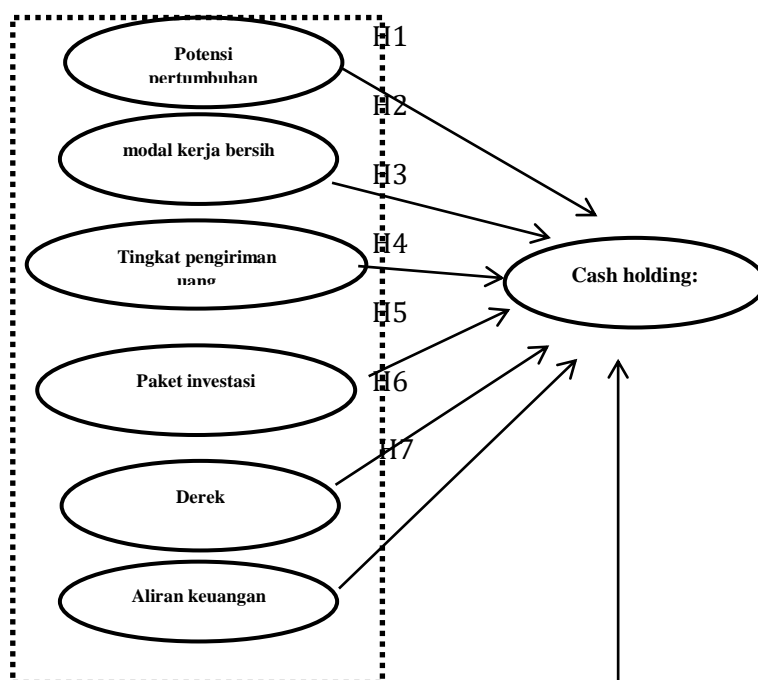 H1
Potensi
pertumbuhan
H2
modal kerja bersih
H3
Tingkat pengiriman
uang
H4
Cash holding:
H5
Paket investasi
H6
H7
Derek
Aliran keuangan